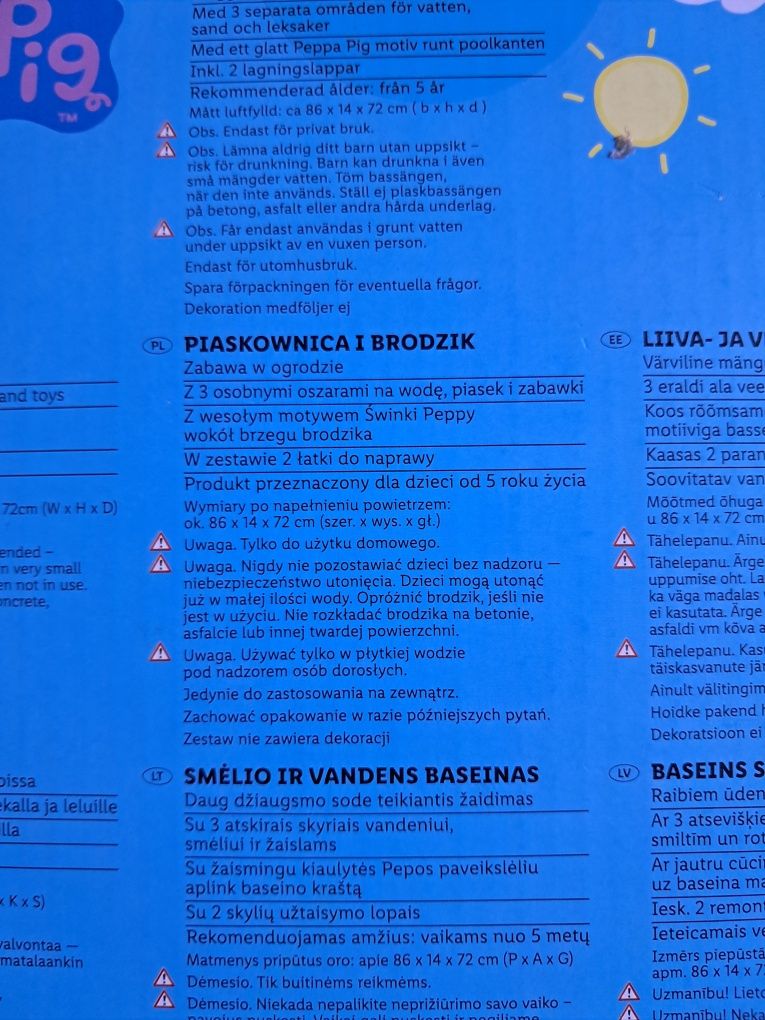 Pig
TM
Med 3 separata områden för vatten,
sand och leksaker
Med ett glatt Peppa Pig motiv runt poolkanten
Inkl. 2 lagningslappar
Rekommenderad ålder: från 5 år
Mått luftfylld: ca 86 x 14 x 72 cm ( b x h x d )
Obs. Endast för privat bruk.
Obs. Lämna aldrig ditt barn utan uppsikt –
risk för drunkning. Barn kan drunkna i även
små mängder vatten. Töm bassängen,
när den inte används. Ställ ej plaskbassängen
på betong, asfalt eller andra hårda underlag.
Obs. Får endast användas i grunt vatten
under uppsikt av en vuxen person.
Endast för utomhusbruk.
Spara förpackningen för eventuella frågor.
Dekoration medföljer ej
and toys
72cm (W x H x D)
ended –
n very small
en not in use.
oncrete,
PL PIASKOWNICA I BRODZIK
Zabawa w ogrodzie
Z 3 osobnymi oszarami na wodę, piasek i zabawki
Z wesołym motywem Świnki Peppy
wokół brzegu brodzika
W zestawie 2 łatki do naprawy
Produkt przeznaczony dla dzieci od 5 roku życia
Wymiary po napełnieniu powietrzem:
ok. 86 x 14 x 72 cm (szer. x wys. x gł.)
Uwaga. Tylko do użytku domowego.
Uwaga. Nigdy nie pozostawiać dzieci bez nadzoru —
niebezpieczeństwo utonięcia. Dzieci mogą utonąć
już w małej ilości wody. Opróżnić brodzik, jeśli nie
jest w użyciu. Nie rozkładać brodzika na betonie,
asfalcie lub innej twardej powierzchni.
Uwaga. Używać tylko w płytkiej wodzie
pod nadzorem osób dorosłych.
Jedynie do zastosowania na zewnątrz.
Zachować opakowanie w razie późniejszych pytań.
Zestaw nie zawiera dekoracji
EE LIIVA- JA V
Värviline mäng
3 eraldi ala vee
Koos rõõmsam
motiiviga basse
Kaasas 2 paran
Soovitatav van
Mõõtmed õhuga
u 86 x 14 x 72 cm
Tähelepanu. Ainu
Tähelepanu. Ärge
uppumise oht. La
ka väga madalas
ei kasutata. Ärge
asfaldi vm kõva a
Tähelepanu. Kas
täiskasvanute jär
Ainult välitingim
Hoidke pakend h
Dekoratsioon ei
oissa
ekalla ja leluille
lla
x K x S)
valvontaa —
matalaankin
LT SMĖLIO IR VANDENS BASEINAS
Daug džiaugsmo sode teikiantis žaidimas
Su 3 atskirais skyriais vandeniui,
smėliui ir žaislams
Su žaismingu kiaulytės Pepos paveikslėliu
aplink baseino kraštą
Su 2 skylių užtaisymo lopais
Rekomenduojamas amžius: vaikams nuo 5 metų
Matmenys pripūtus oro: apie 86 x 14 x 72 cm (P x A x G)
Dėmesio. Tik buitinėms reikmėms.
Dėmesio. Niekada nepalikite neprižiūrimo savo vaiko –
LV BASEINS S
Raibiem ūden
Ar 3 atsevišķie
smiltīm un rot
Ar jautru cūci
uz baseina ma
Iesk. 2 remon
Ieteicamais ve
Izmērs piepūstā
apm. 86 x 14 x 7
Uzmanību! Lieto
Uzmanību! Neka